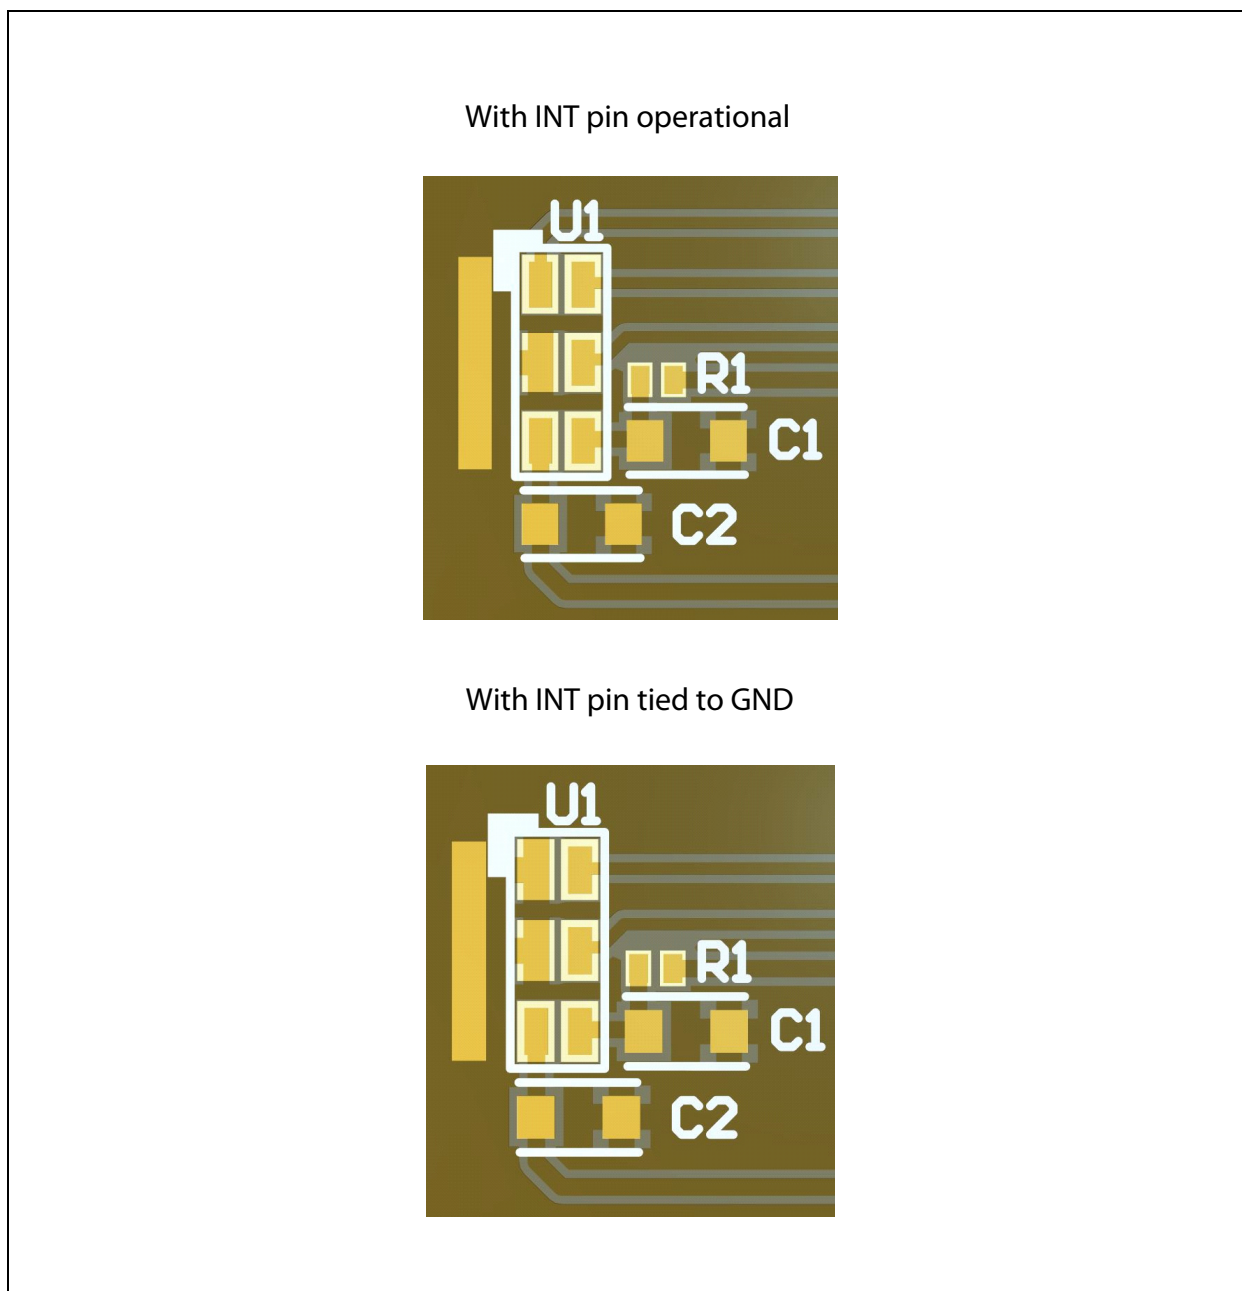 With INT pin operational
U1
R1
C1
C2
With INT pin tied to GND
U1
R1
C1
C2